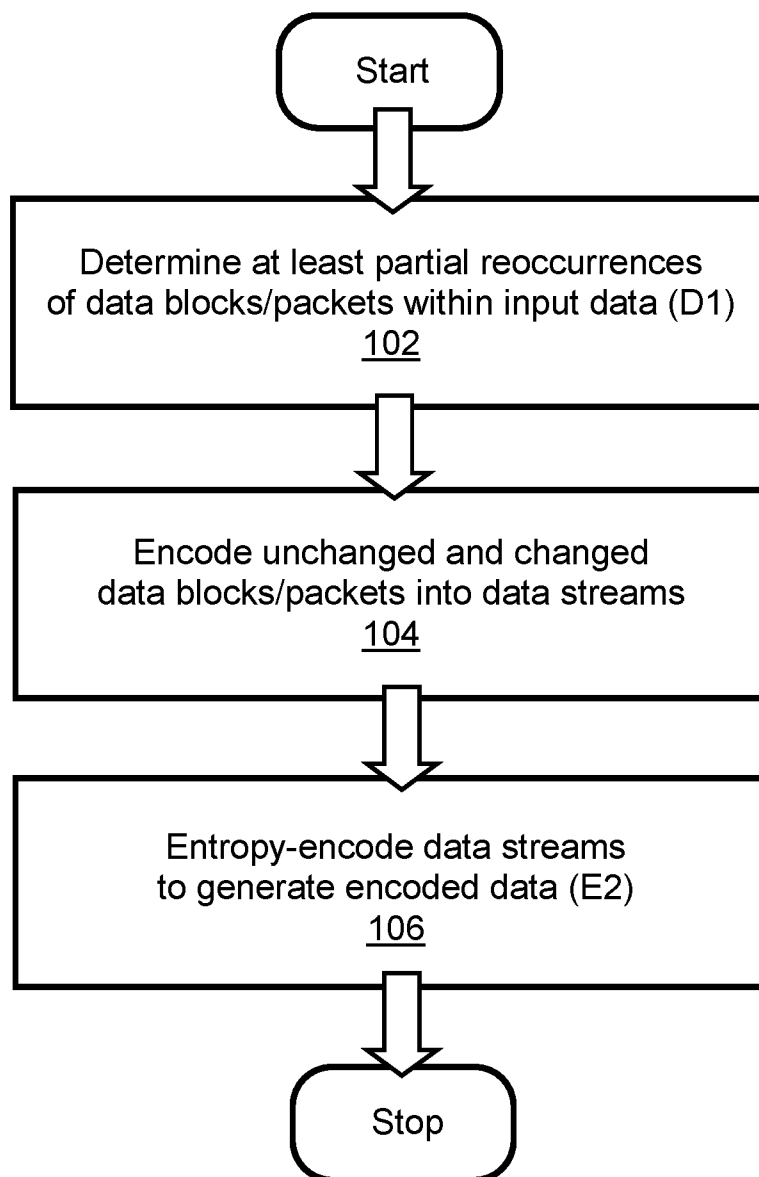 Start
Determine at least partial reoccurrences
of data blocks/packets within input data (D1)
102
Encode unchanged and changed
data blocks/packets into data streams
104
Entropy-encode data streams
to generate encoded data (E2)
106
Stop